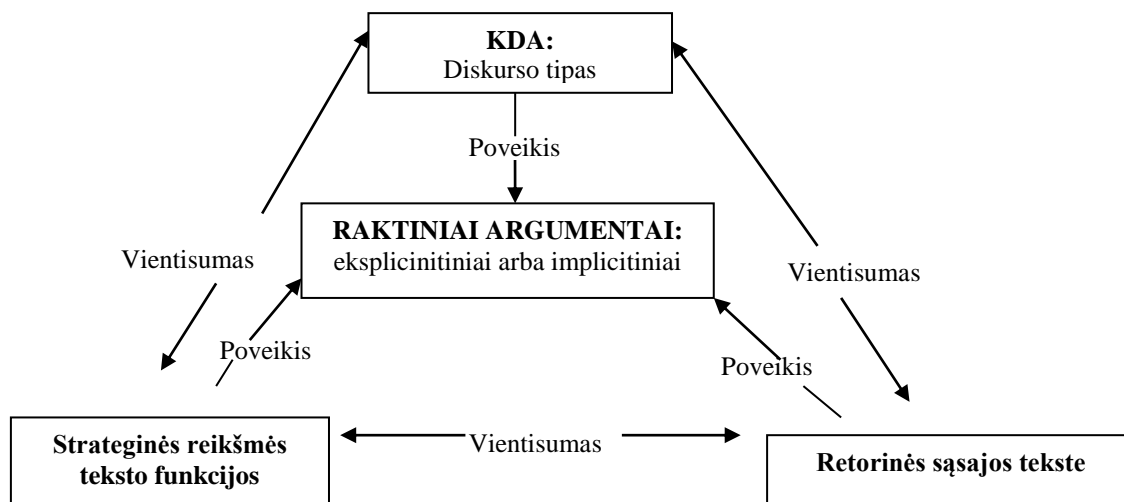 KDA:
Diskurso tipas
Poveikis
RAKTINIAI ARGUMENTAI:
eksplicinitiniai arba implicitiniai
Vientisumas
Vientisumas
Poveikis
Poveikis
Strateginės reikšmės
teksto funkcijos
Vientisumas
Retorinės sąsajos tekste